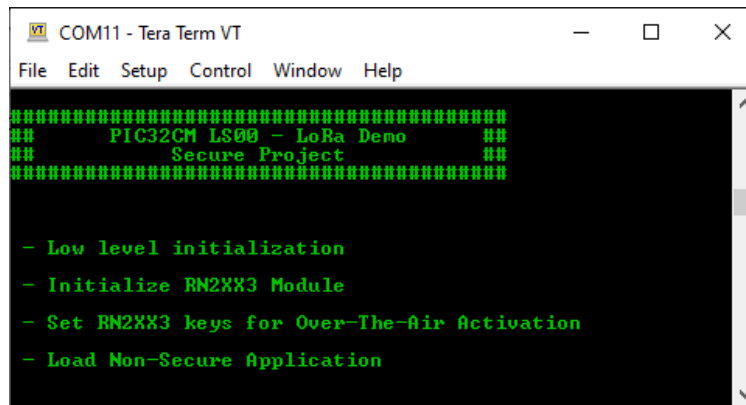 COM11 - Tera Term VT
File Edit Setup Control Window Help
########################################
## PIC32CM LS00 - LoRa Demo ##
## Secure Project ##
########################################
- Low level initialization
- Initialize RN2XX3 Module
- Set RN2XX3 keys for Over-The-Air Activation
- Load Non-Secure Application